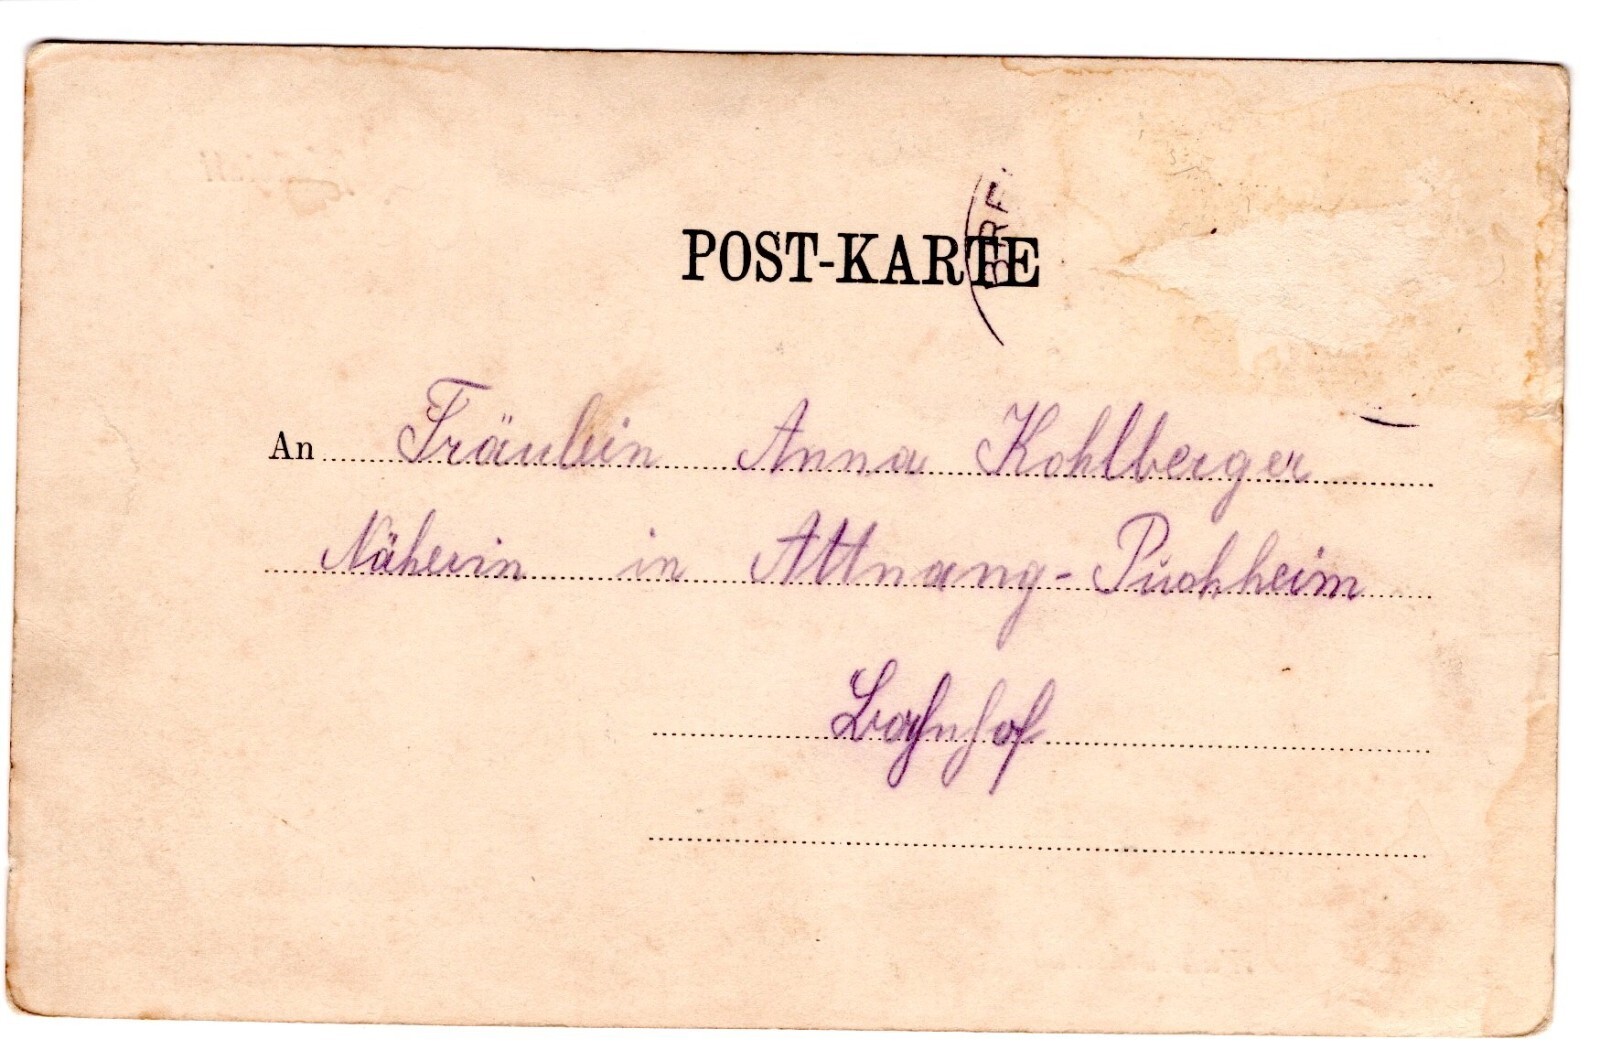 POST-KARTE
An Fräulein Anna Kohlberger
Näherin in Attnang-Puchheim
Bahnhof